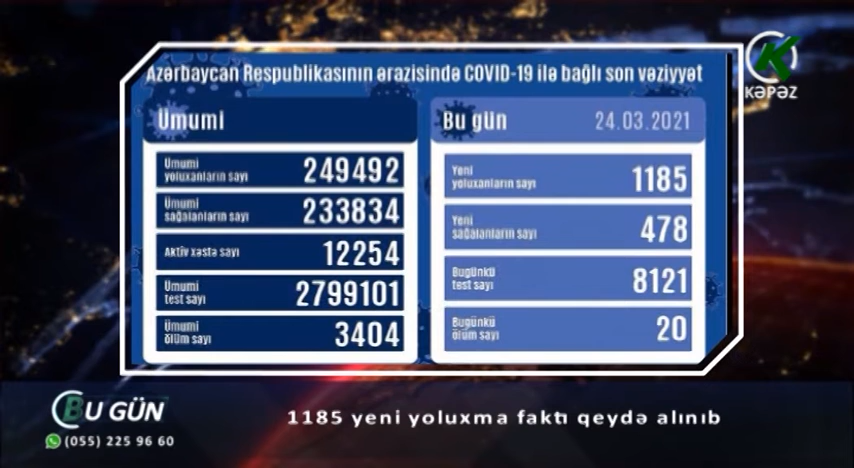 Azərbaycan Respublikasının ərazisində COVID-19 ilə bağlı son vəziyyət
KƏPƏZ
Ümumi
Ümumi
yoluxanların sayı
249492
Ümumi
sağalanların sayı
233834
Aktiv xəstə sayı
12254
Ümumi
test sayı
2799101
Ümumi
ölüm sayı
3404
Bu gün
24.03.2021
Yeni
yoluxanların sayı
1185
Yeni
sağalanların sayı
478
Bugünkü
test sayı
8121
Bugünkü
ölüm sayı
20
BU GÜN
(055) 225 96 60
1185 yeni yoluxma faktı qeydə alınıb